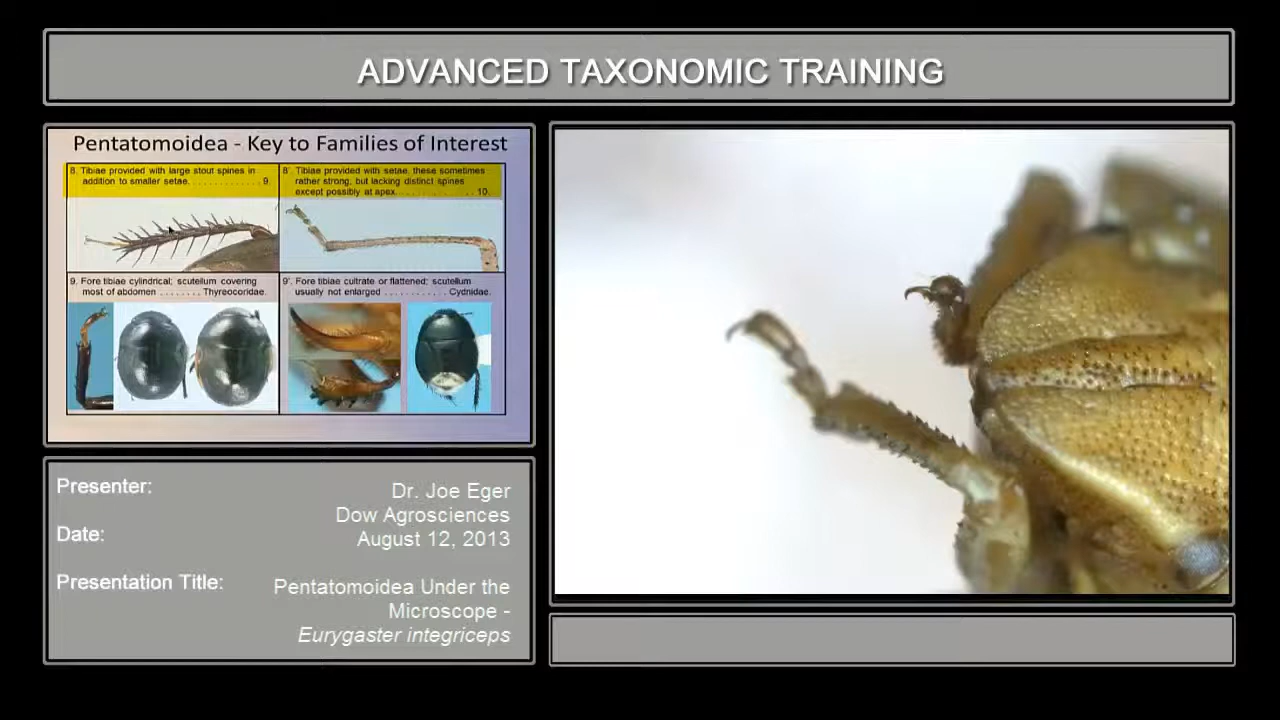 ADVANCED TAXONOMIC TRAINING
Pentatomoidea - Key to Families of Interest
8. Tibiae provided with large stout spines in
addition to smaller setae. . . . . . . . . . . . . 9.
8'. Tibiae provided with setae, these sometimes
rather strong, but lacking distinct spines
except possibly at apex. . . . . . . . . . . . . 10.
9. Fore tibiae cylindrical; scutellum covering
most of abdomen . . . . . . . . Thyreocoridae.
9'. Fore tibiae cultrate or flattened; scutellum
usually not enlarged . . . . . . . . . . . Cydnidae.
Presenter:
Dr. Joe Eger
Dow Agrosciences
Date:
August 12, 2013
Presentation Title:
Pentatomoidea Under the
Microscope -
Eurygaster integriceps